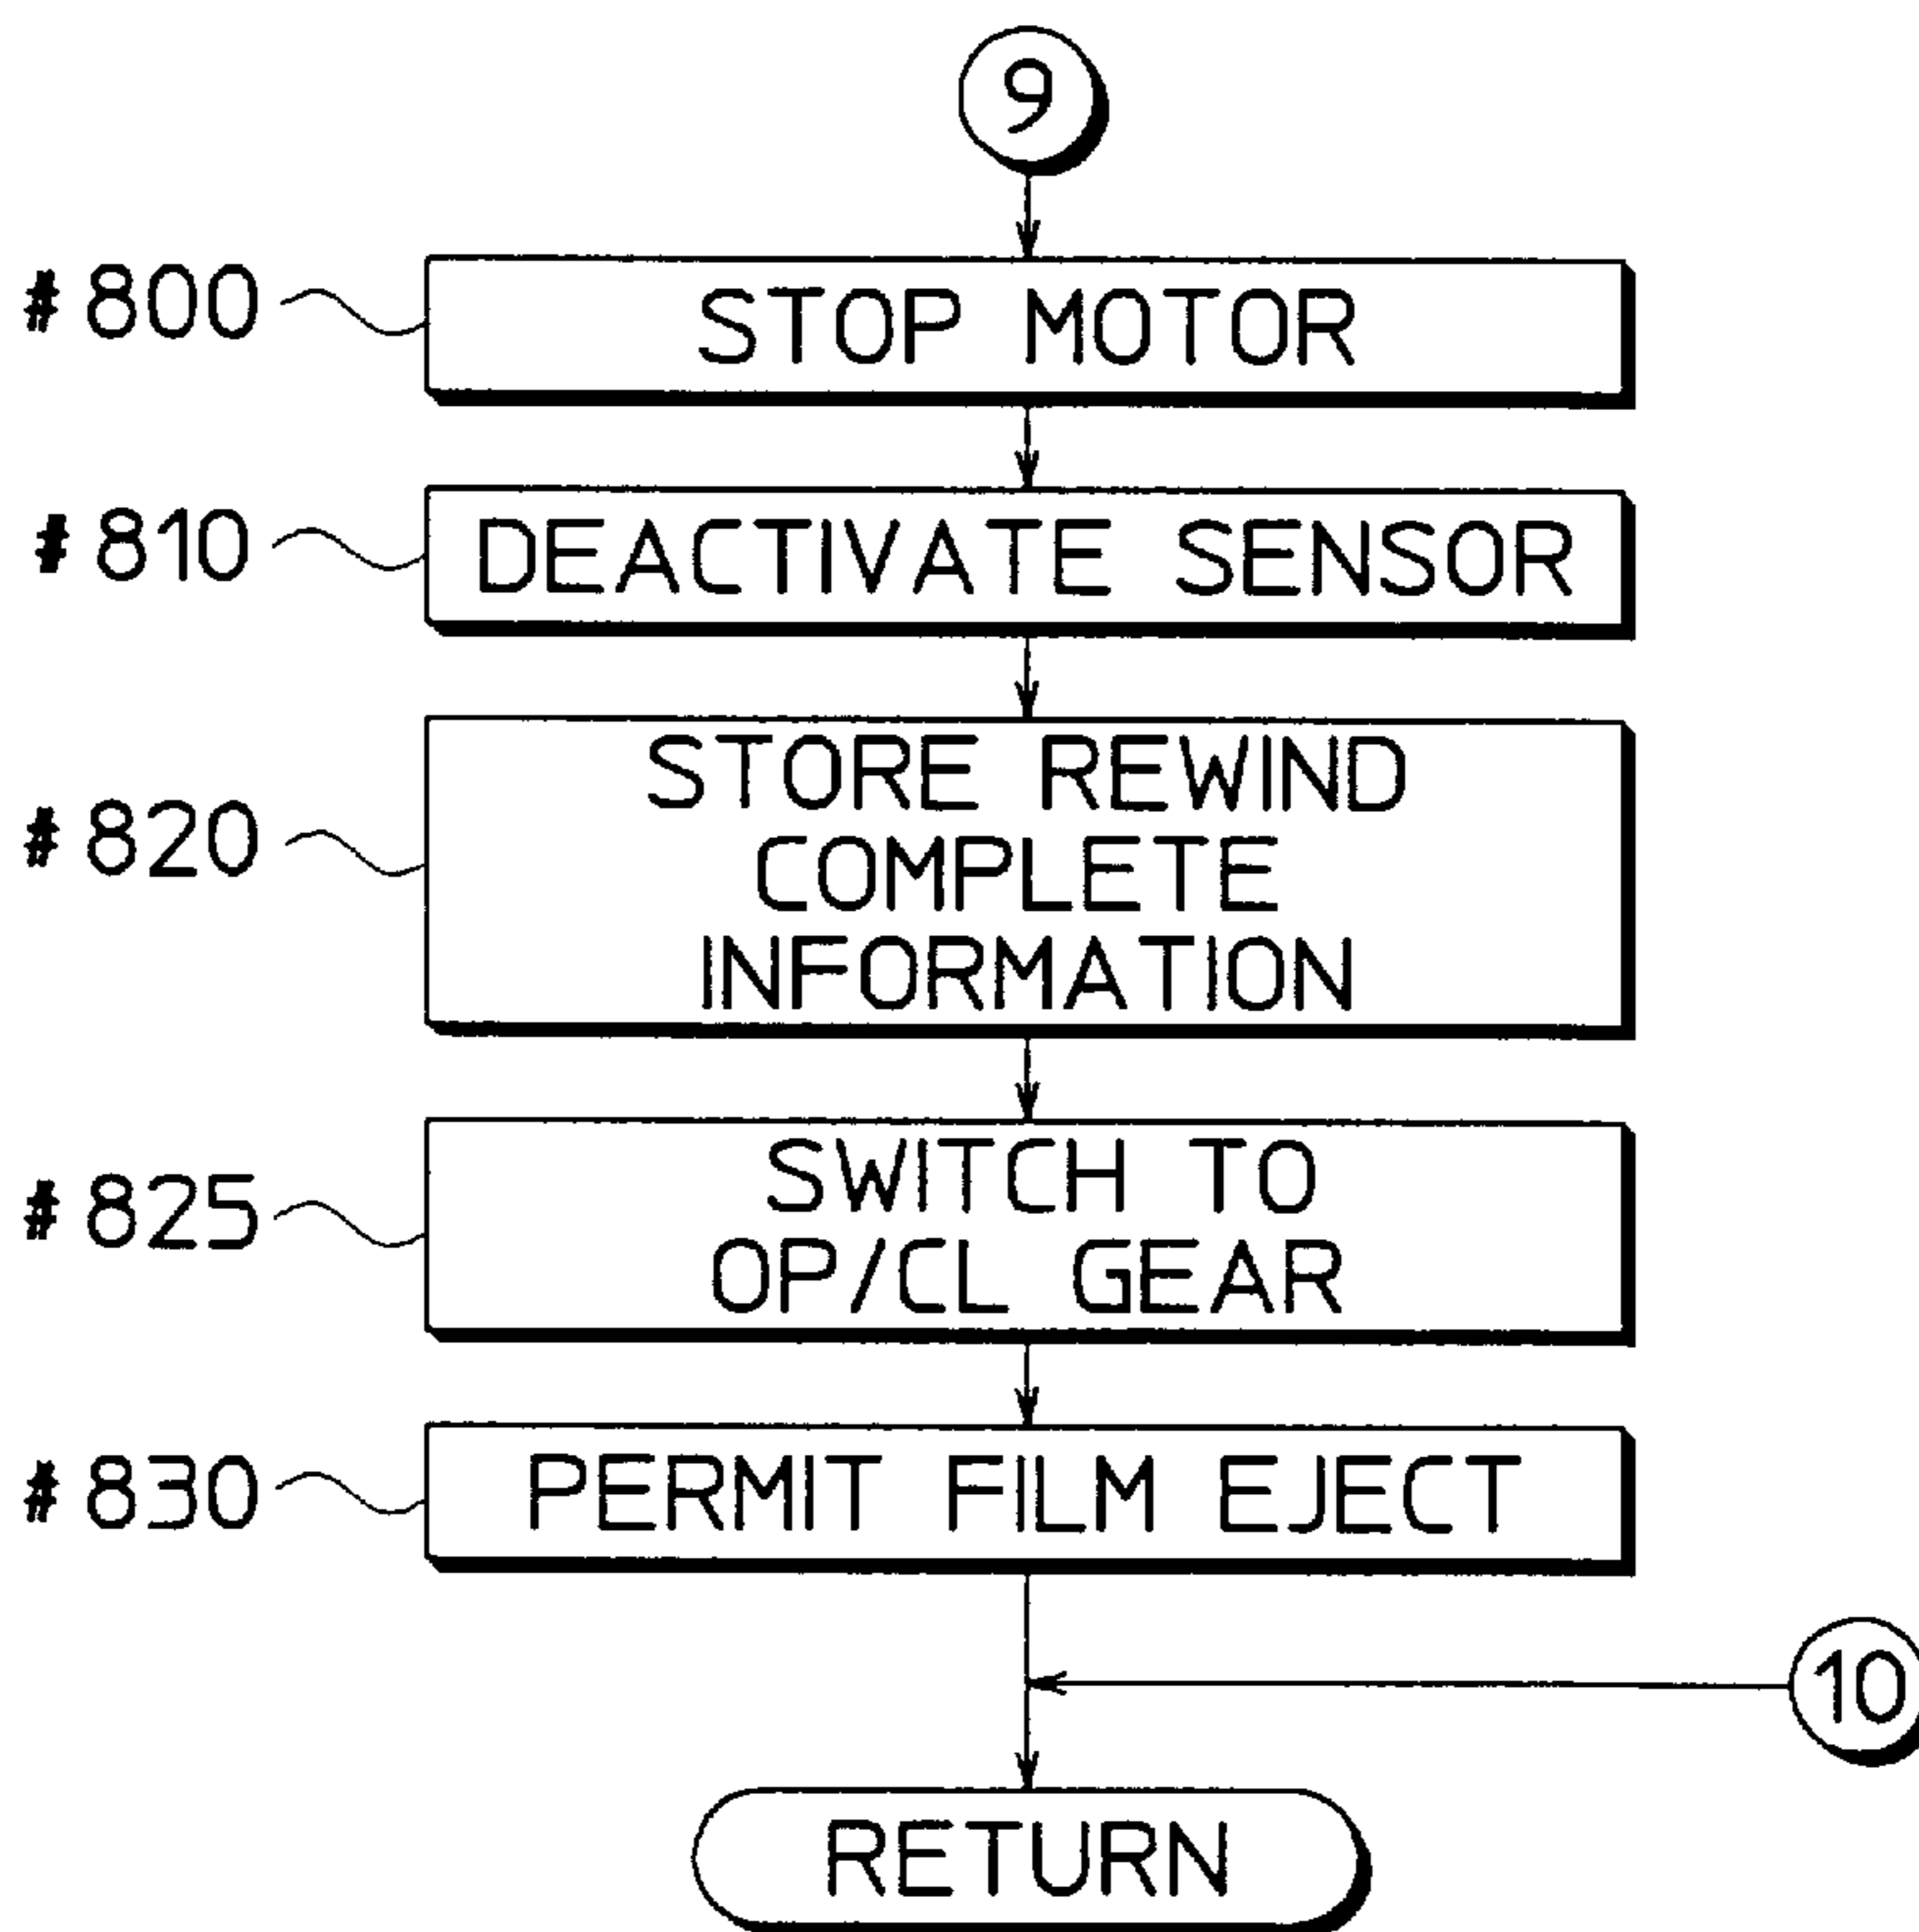 9
#800 STOP MOTOR
#810 DEACTIVATE SENSOR
#820 STORE REWIND
COMPLETE
INFORMATION
#825 SWITCH TO
OP/CL GEAR
#830 PERMIT FILM EJECT
10
RETURN